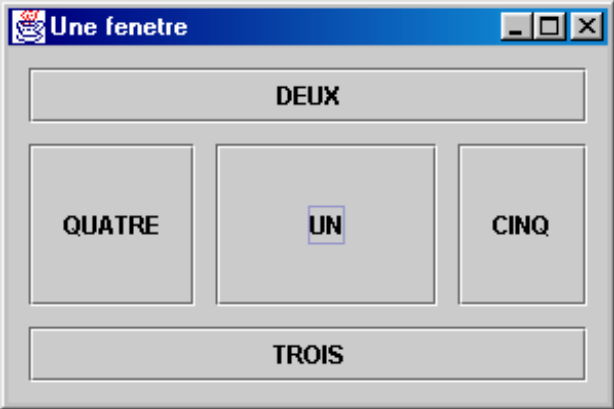 Une fenetre
DEUX
QUATRE
UN
CINQ
TROIS